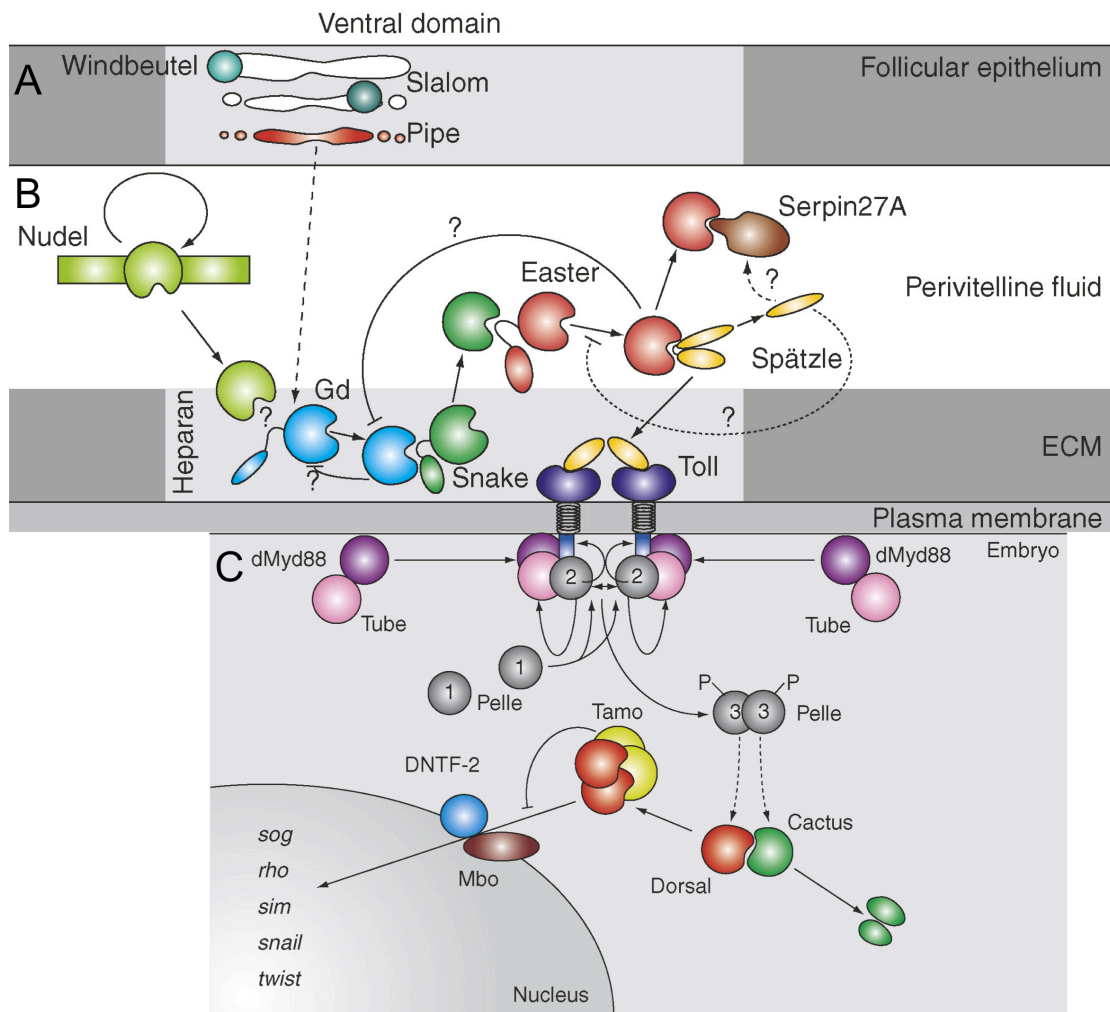 Ventral domain
A
Windbeutel
Slalom
Pipe
Follicular epithelium
B
Nudel
?
Serpin27A
Easter
?
Perivitelline fluid
Spätzle
Heparan
?
Gd
?
?
Snake
Toll
ECM
Plasma membrane
Embryo
C
dMyd88
2
2
dMyd88
Tube
Tube
1
1
Pelle
P
P
3
3
Pelle
Tamo
DNTF-2
Cactus
Dorsal
Mbo
sog
rho
sim
snail
twist
Nucleus